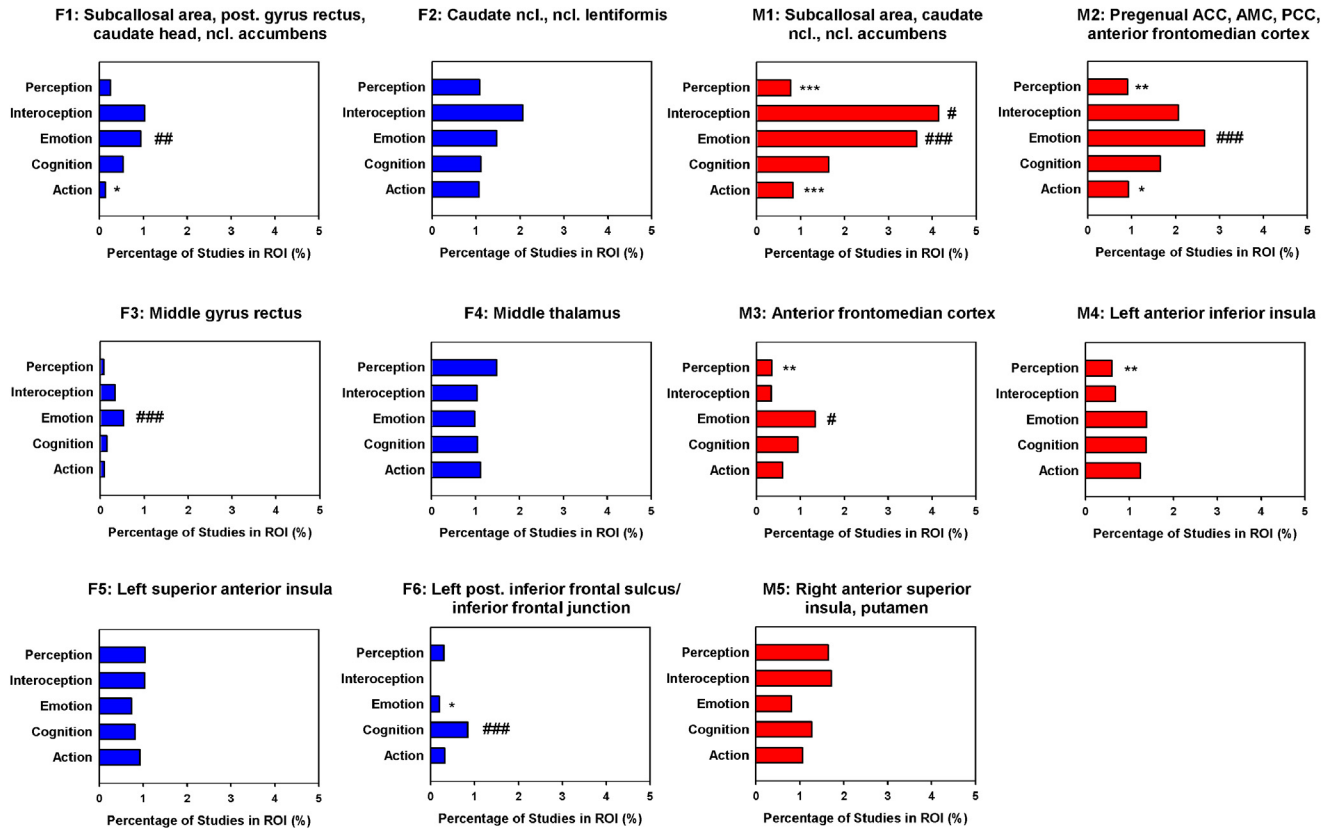 F1: Subcallosal area, post. gyrus rectus,
caudate head, ncl. accumbens
Perception
Interoception
Emotion ##
Cognition
Action *
0 1 2 3 4 5
Percentage of Studies in ROI (%)
F2: Caudate ncl., ncl. lentiformis
Perception
Interoception
Emotion
Cognition
Action
0 1 2 3 4 5
Percentage of Studies in ROI (%)
M1: Subcallosal area, caudate
ncl., ncl. accumbens
Perception ***
Interoception #
Emotion ###
Cognition
Action ***
0 1 2 3 4 5
Percentage of Studies in ROI (%)
M2: Pregenual ACC, AMC, PCC,
anterior frontomedian cortex
Perception **
Interoception
Emotion ###
Cognition
Action *
0 1 2 3 4 5
Percentage of Studies in ROI (%)
F3: Middle gyrus rectus
Perception
Interoception
Emotion ###
Cognition
Action
0 1 2 3 4 5
Percentage of Studies in ROI (%)
F4: Middle thalamus
Perception
Interoception
Emotion
Cognition
Action
0 1 2 3 4 5
Percentage of Studies in ROI (%)
M3: Anterior frontomedian cortex
Perception **
Interoception
Emotion #
Cognition
Action
0 1 2 3 4 5
Percentage of Studies in ROI (%)
M4: Left anterior inferior insula
Perception **
Interoception
Emotion
Cognition
Action
0 1 2 3 4 5
Percentage of Studies in ROI (%)
F5: Left superior anterior insula
Perception
Interoception
Emotion
Cognition
Action
0 1 2 3 4 5
Percentage of Studies in ROI (%)
F6: Left post. inferior frontal sulcus/
inferior frontal junction
Perception
Interoception
Emotion *
Cognition ###
Action
0 1 2 3 4 5
Percentage of Studies in ROI (%)
M5: Right anterior superior
insula, putamen
Perception
Interoception
Emotion
Cognition
Action
0 1 2 3 4 5
Percentage of Studies in ROI (%)